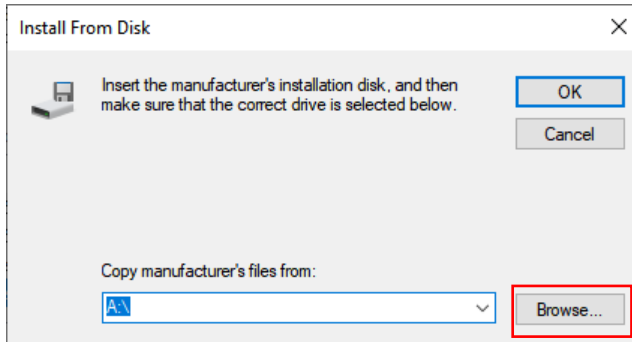 Install From Disk
Insert the manufacturer's installation disk, and then
make sure that the correct drive is selected below.
OK
Cancel
Copy manufacturer's files from:
A:\
Browse...